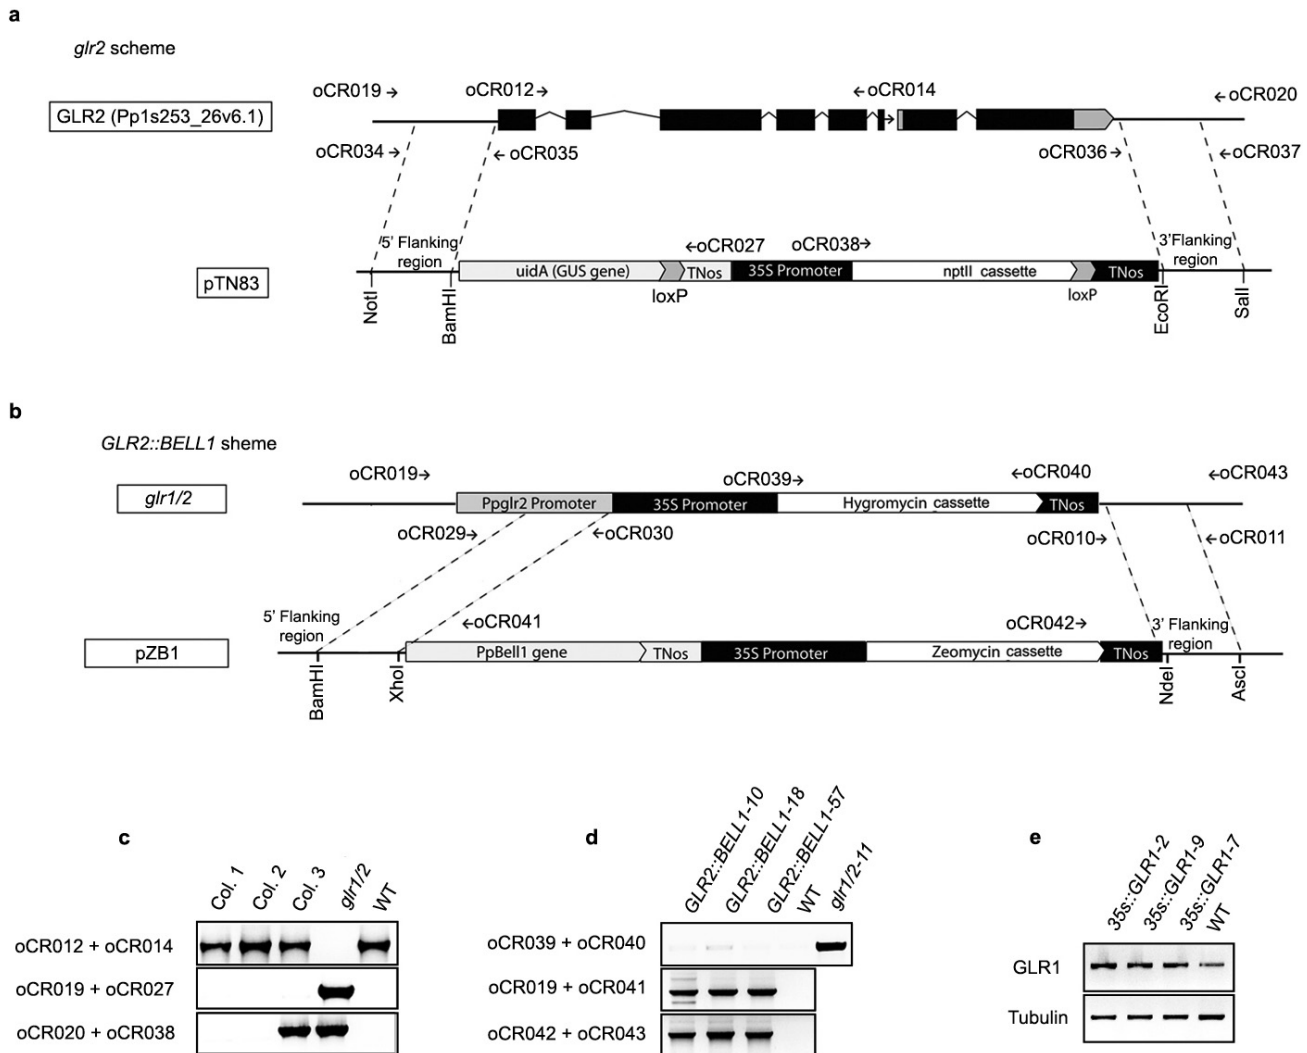 a
glr2 scheme
oCR019→ oCR012→ ←oCR014 ←oCR020
GLR2 (Pp1s253_26v6.1)
oCR034→ ←oCR035 oCR036→ ←oCR037
5' Flanking region ←oCR027 oCR038→ 3'Flanking region
pTN83 uidA (GUS gene) TNos 35S Promoter nptII cassette TNos
loxP loxP
NotI BamHI EcoRI SalI
b
GLR2::BELL1 sheme
oCR019→ oCR039→ ←oCR040 ←oCR043
glr1/2 Ppglr2 Promoter 35S Promoter Hygromycin cassette TNos
oCR029→ ←oCR030 oCR010→ ←oCR011
5' Flanking region ←oCR041 oCR042→ 3' Flanking region
pZB1 PpBell1 gene TNos 35S Promoter Zeomycin cassette TNos
BamHI XhoI NdeI AscI
c
Col. 1 Col. 2 Col. 3 glr1/2 WT
oCR012 + oCR014
oCR019 + oCR027
oCR020 + oCR038
d
GLR2::BELL1-10 GLR2::BELL1-18 GLR2::BELL1-57 WT glr1/2-11
oCR039 + oCR040
oCR019 + oCR041
oCR042 + oCR043
e
35s::GLR1-2 35s::GLR1-9 35s::GLR1-7 WT
GLR1
Tubulin